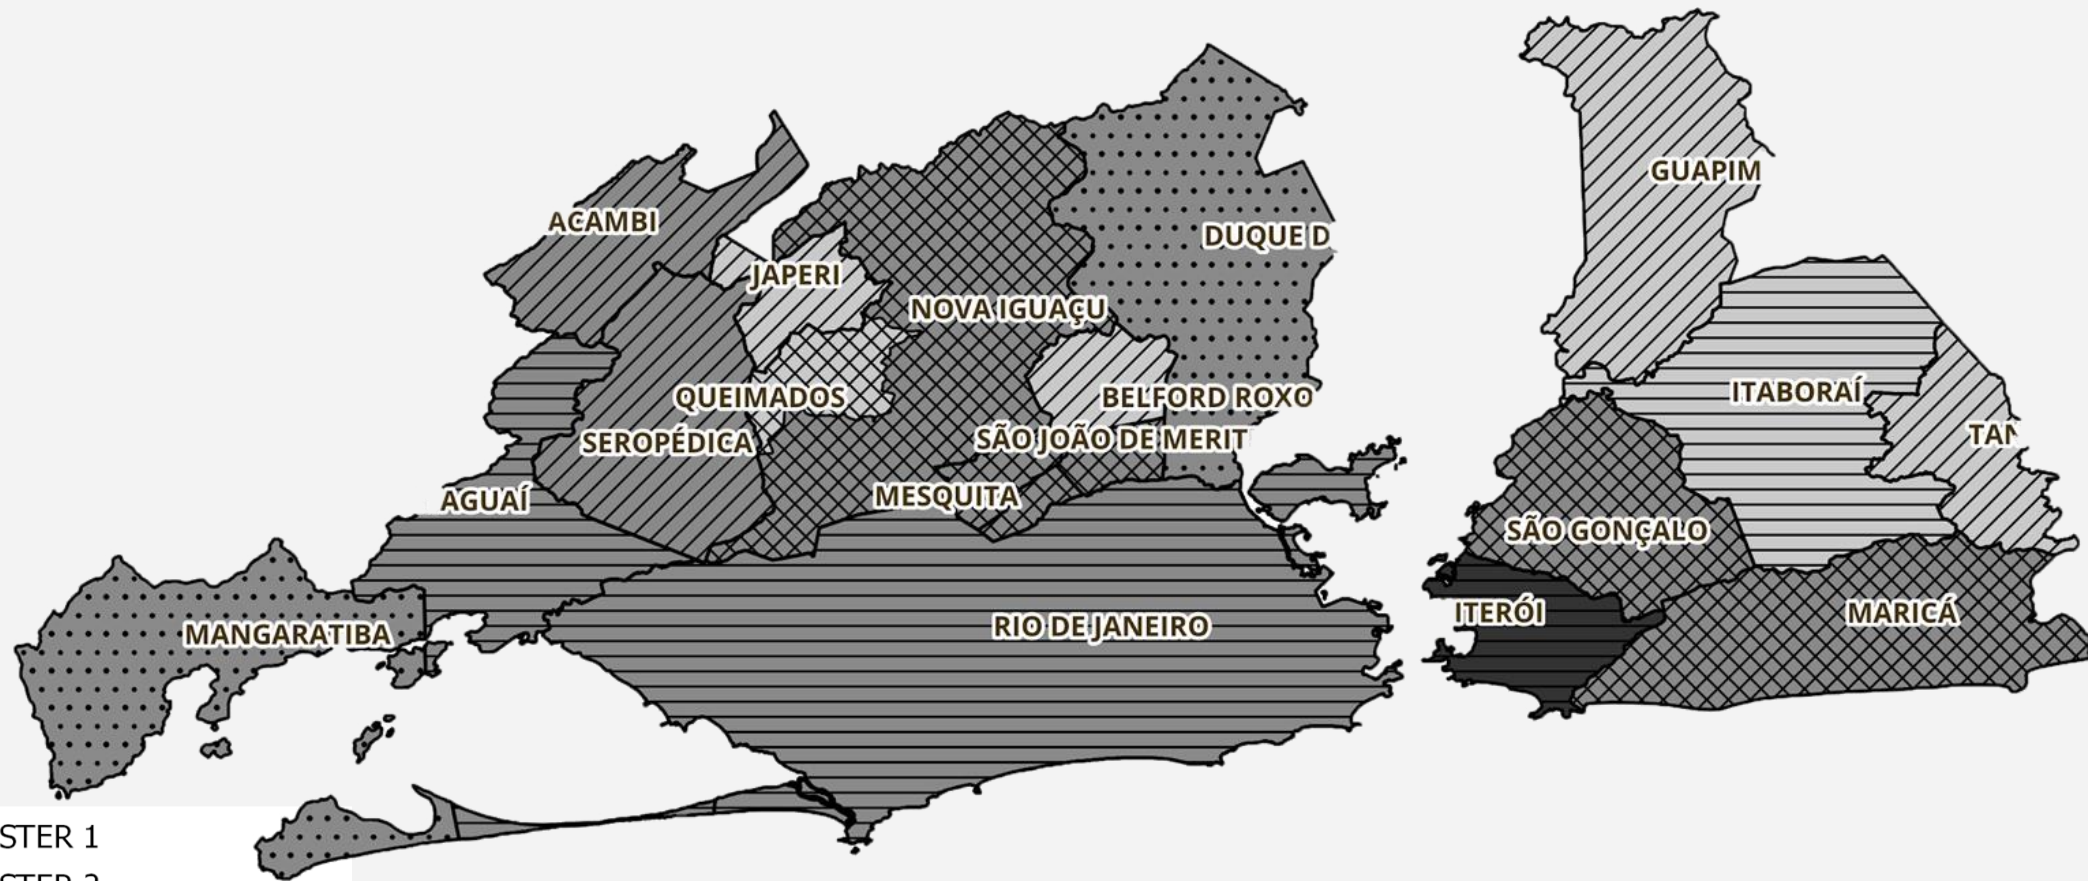 GUAPIM
ACAMBI
DUQUE D
JAPERI
NOVA IGUAÇU
ITABORAÍ
QUEIMADOS
BELFORD ROXO
TAN
SEROPÉDICA
SÃO JOÃO DE MERIT
AGUAÍ
MESQUITA
SÃO GONÇALO
ITERÓI
MARICÁ
MANGARATIBA
RIO DE JANEIRO
STER 1